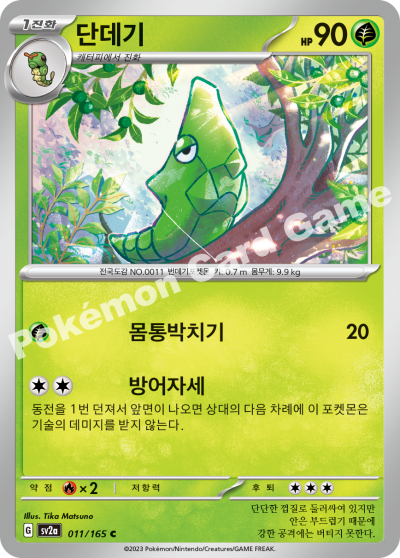 1진화
단데기
HP 90
캐터피에서 진화
전국도감 NO.0011 번데기포켓몬 키: 0.7 m 몸무게: 9.9 kg
몸통박치기 20
방어자세
동전을 1번 던져서 앞면이 나오면 상대의 다음 차례에 이 포켓몬은
기술의 데미지를 받지 않는다.
Pokémon Card Game
약점 ×2 저항력 후퇴
Illus. Tika Matsuno
G sv2a 011/165 C
단단한 껍질로 둘러싸여 있지만
안은 부드럽기 때문에
강한 공격에는 버티지 못한다.
©2023 Pokémon/Nintendo/Creatures/GAME FREAK.